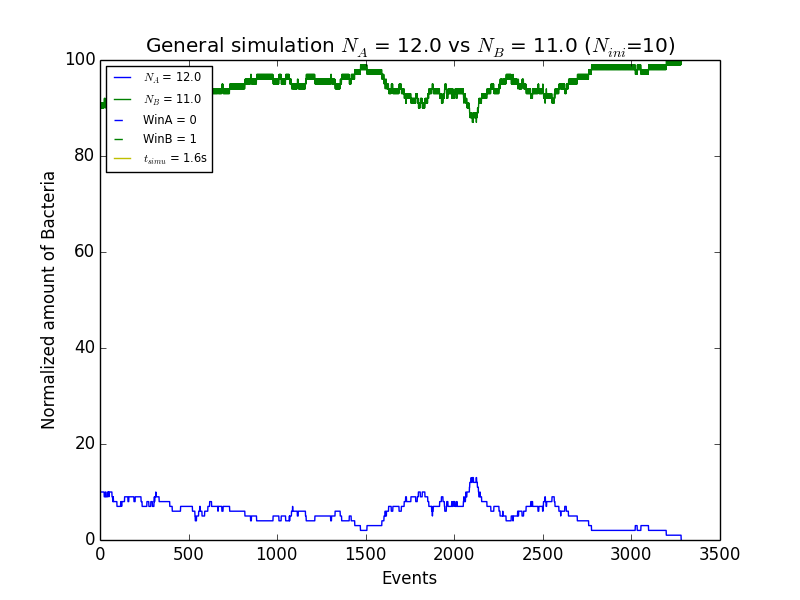 General simulation N_A = 12.0 vs N_B = 11.0 (N_ini=10)
Normalized amount of Bacteria
100
80
60
40
20
0
N_A = 12.0
N_B = 11.0
WinA = 0
WinB = 1
t_simu = 1.6s
0 500 1000 1500 2000 2500 3000 3500
Events